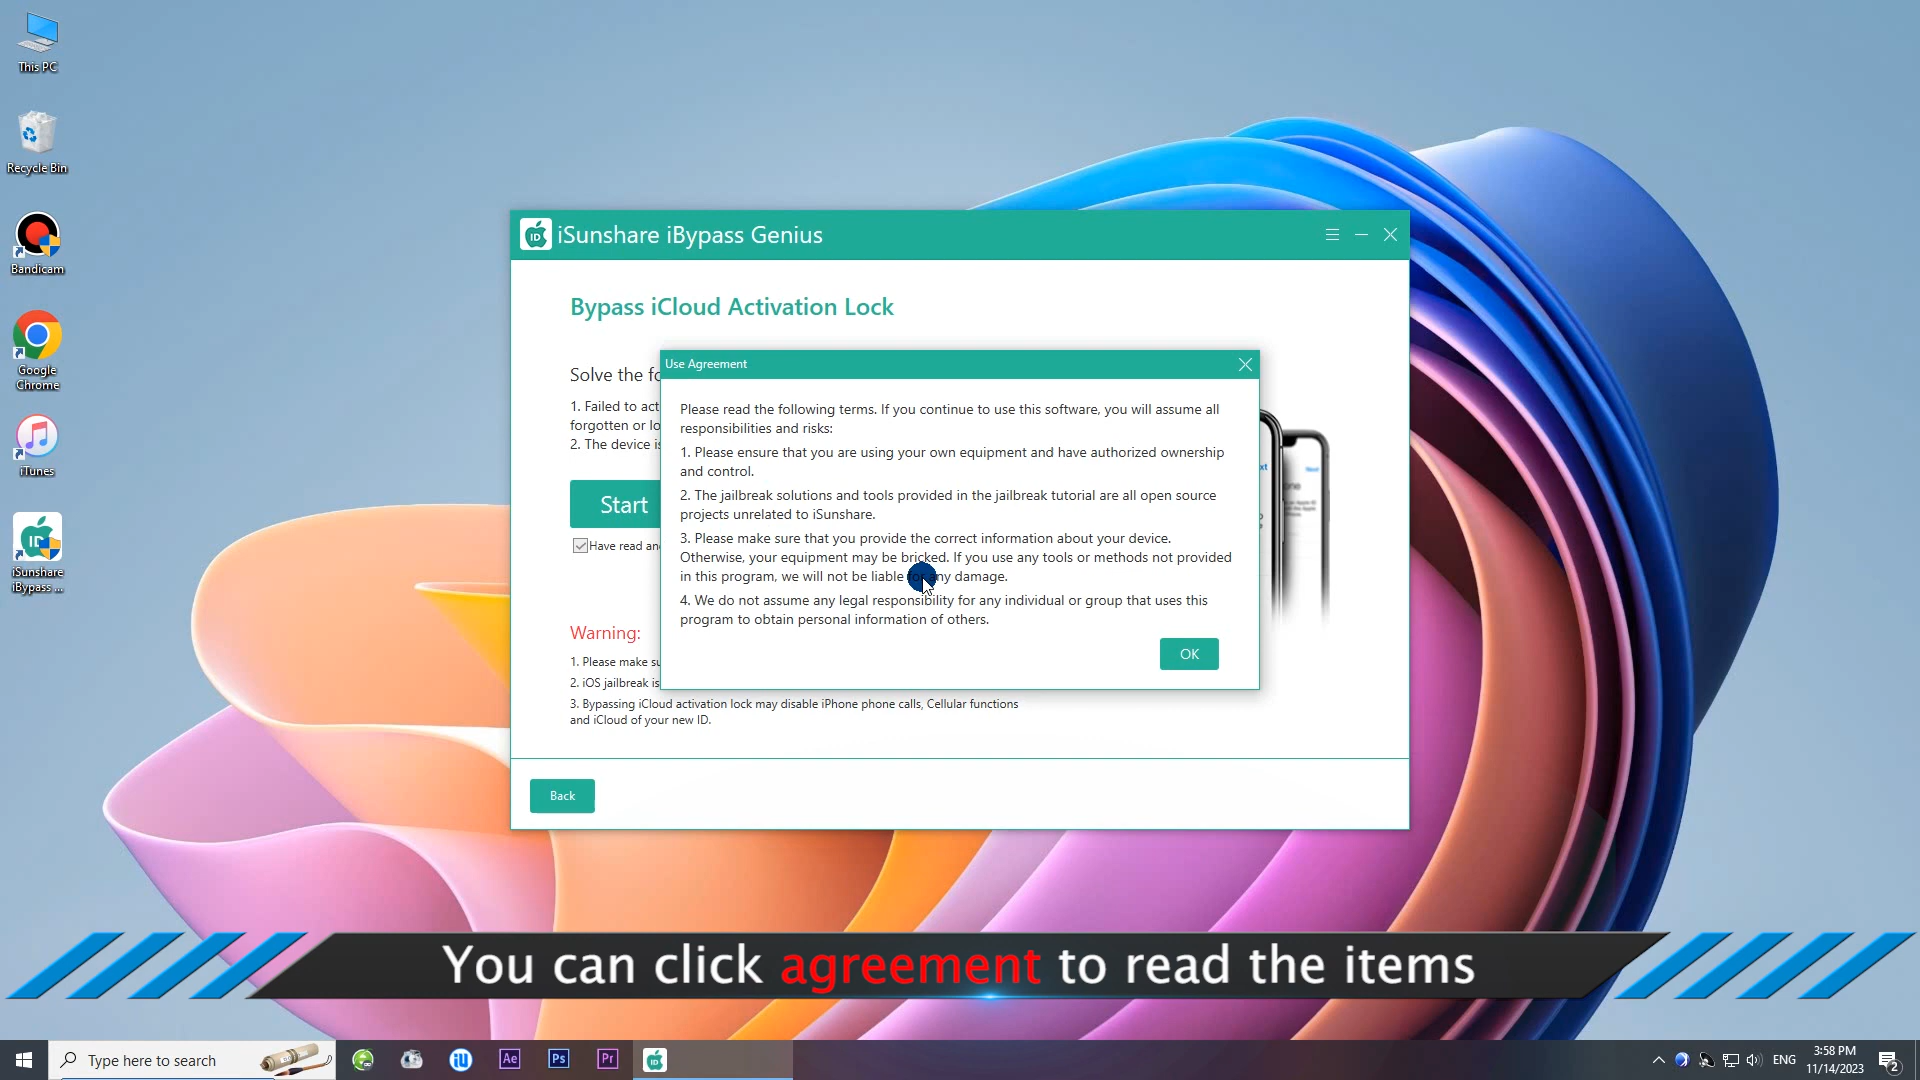 This PC
Recycle Bin
Bandicam
Google
Chrome
iTunes
iSunshare
iBypass ...
iSunshare iBypass Genius
Bypass iCloud Activation Lock
Solve the fo
1. Failed to act
forgotten or lo
2. The device is
Start
Have read an
Warning:
1. Please make su
2. iOS jailbreak is
3. Bypassing iCloud activation lock may disable iPhone phone calls, Cellular functions
and iCloud of your new ID.
Back
Use Agreement
Please read the following terms. If you continue to use this software, you will assume all
responsibilities and risks:
1. Please ensure that you are using your own equipment and have authorized ownership
and control.
2. The jailbreak solutions and tools provided in the jailbreak tutorial are all open source
projects unrelated to iSunshare.
3. Please make sure that you provide the correct information about your device.
Otherwise, your equipment may be bricked. If you use any tools or methods not provided
in this program, we will not be liable for any damage.
4. We do not assume any legal responsibility for any individual or group that uses this
program to obtain personal information of others.
OK
You can click agreement to read the items
Type here to search
Ae
Ps
Pr
ID
ENG
3:58 PM
11/14/2023
2